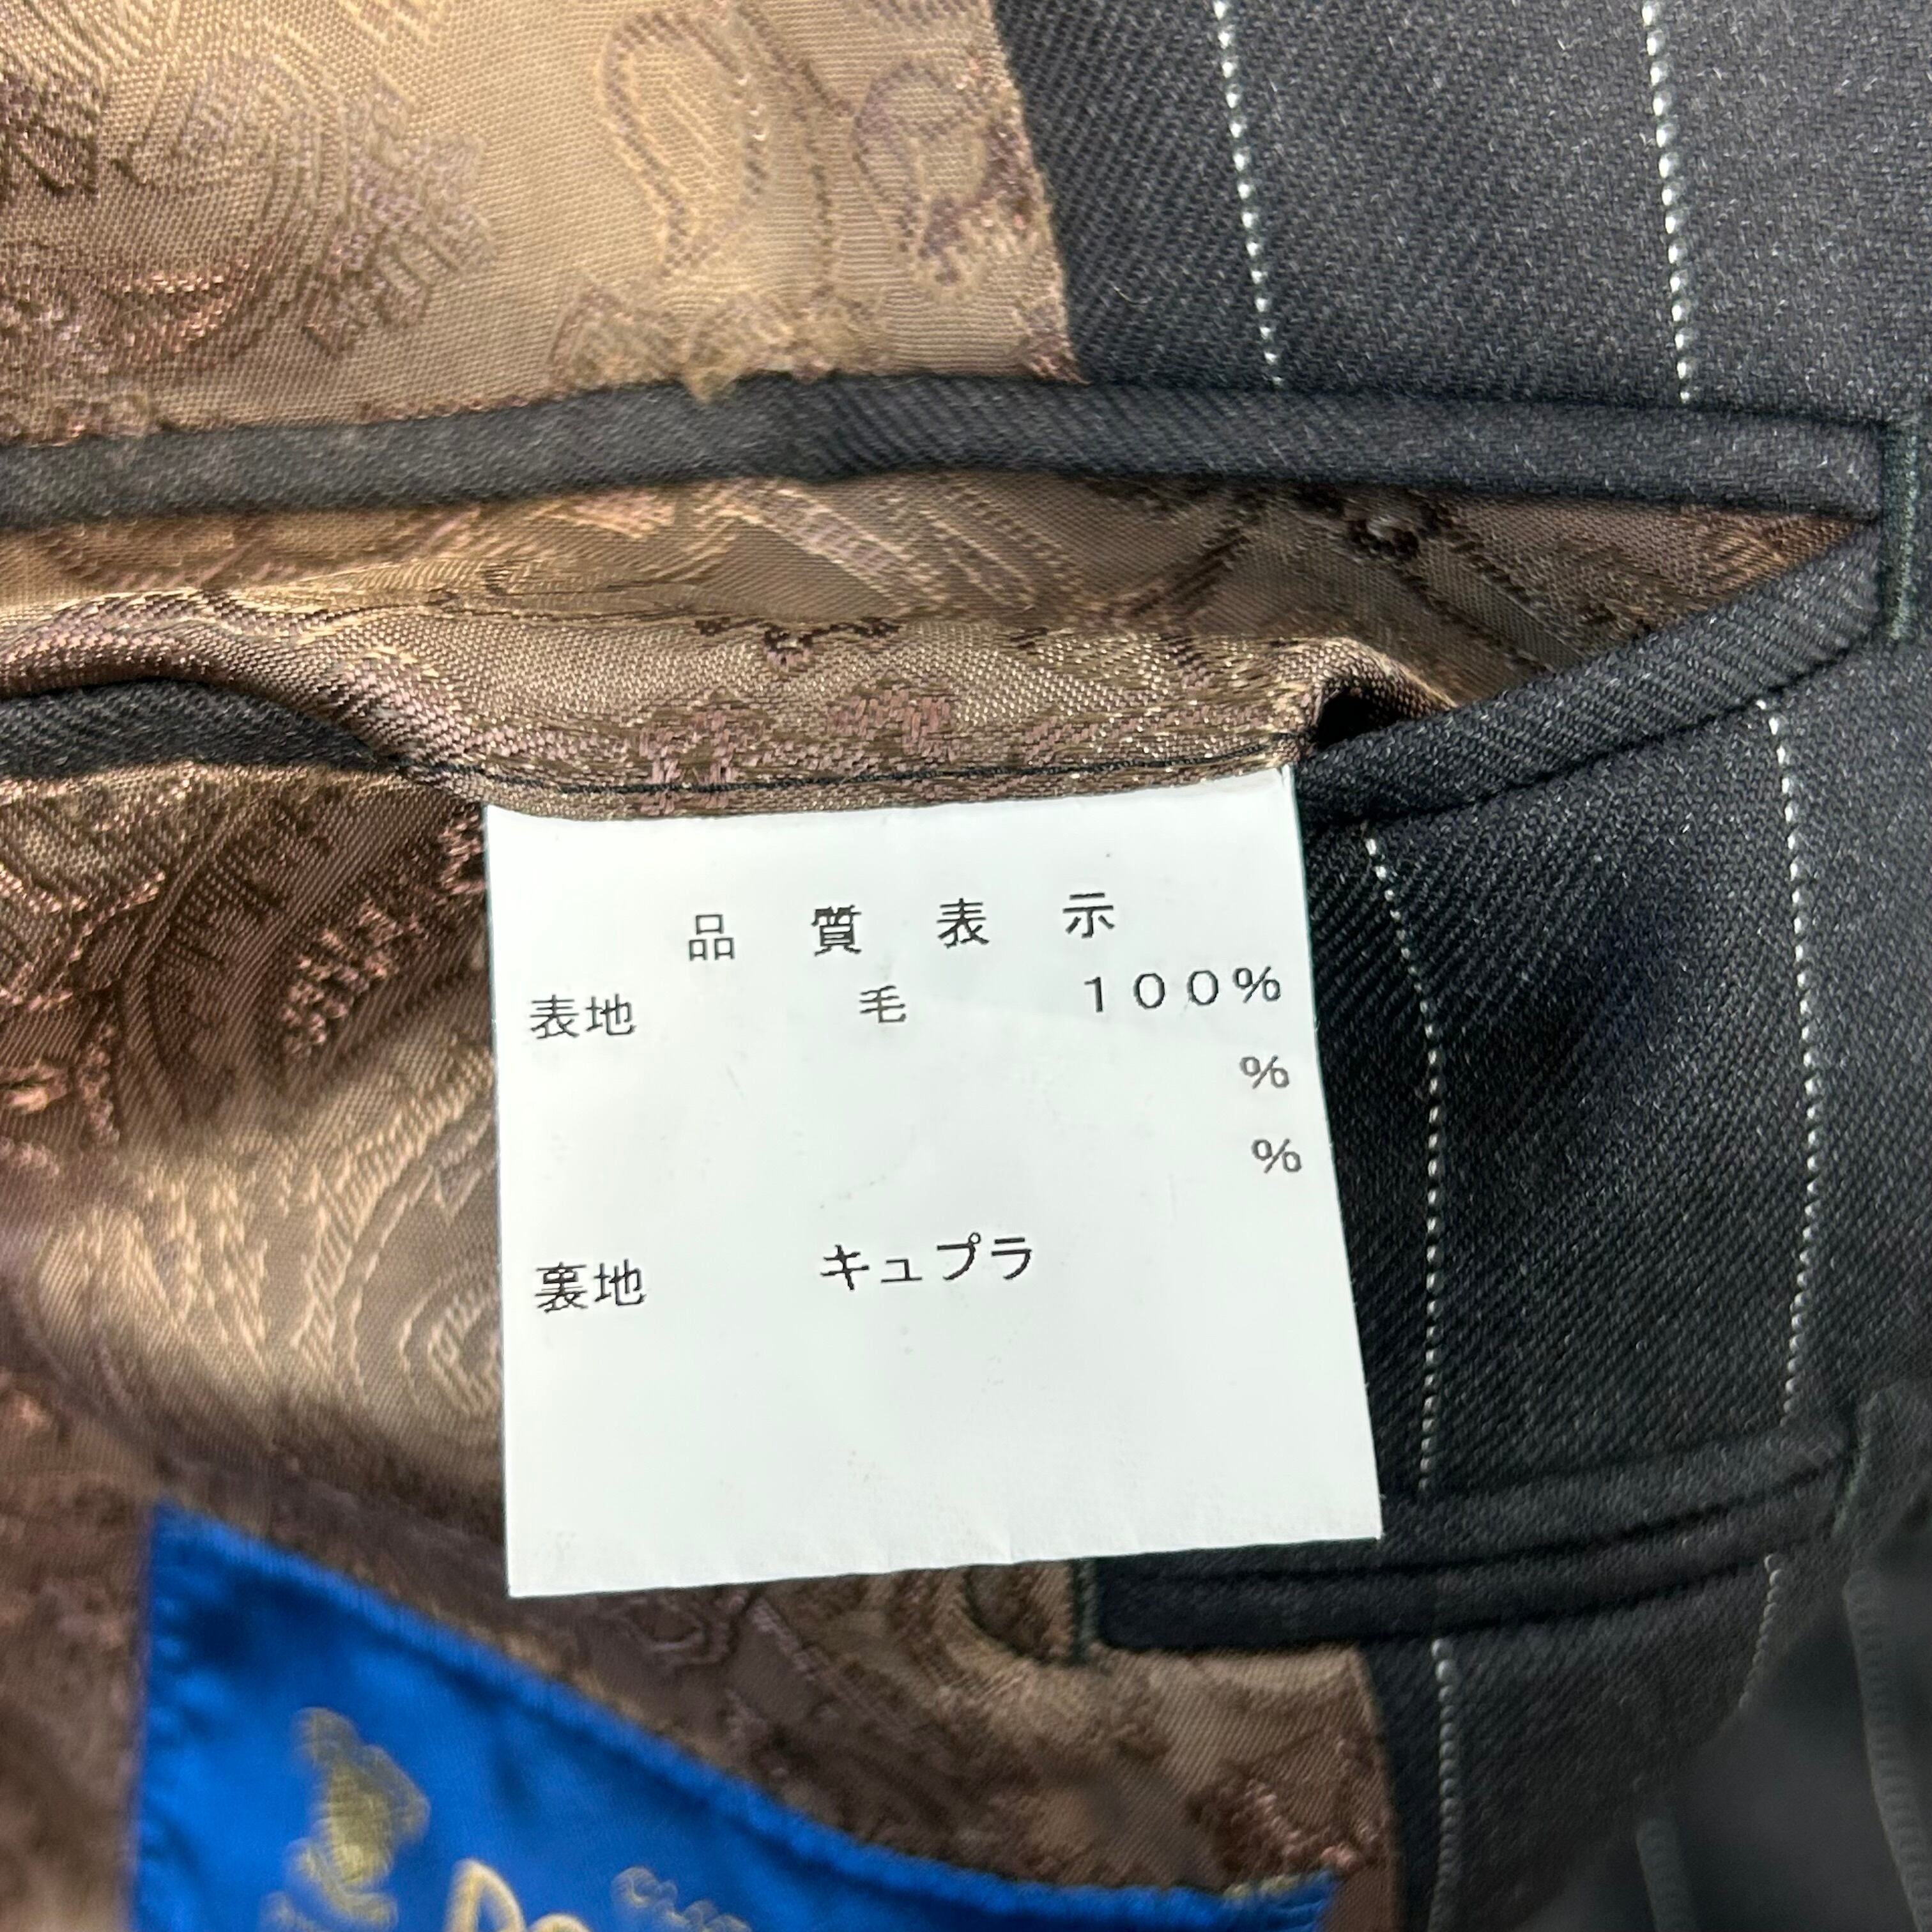 品質表示
表地 毛 100%
%
%
裏地 キュプラ